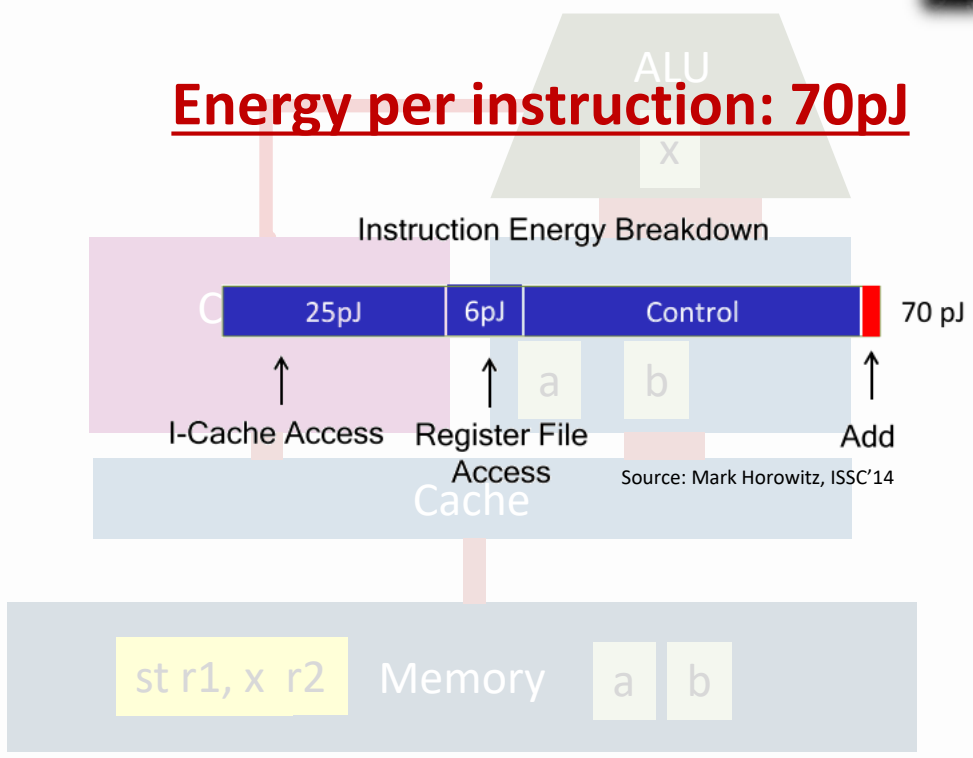 ALU
Energy per instruction: 70pJ
x
Instruction Energy Breakdown
C
25pJ 6pJ Control 70 pJ
a b
I-Cache Access Register File Access Add
Source: Mark Horowitz, ISSC'14
Cache
st r1, x r2 Memory a b